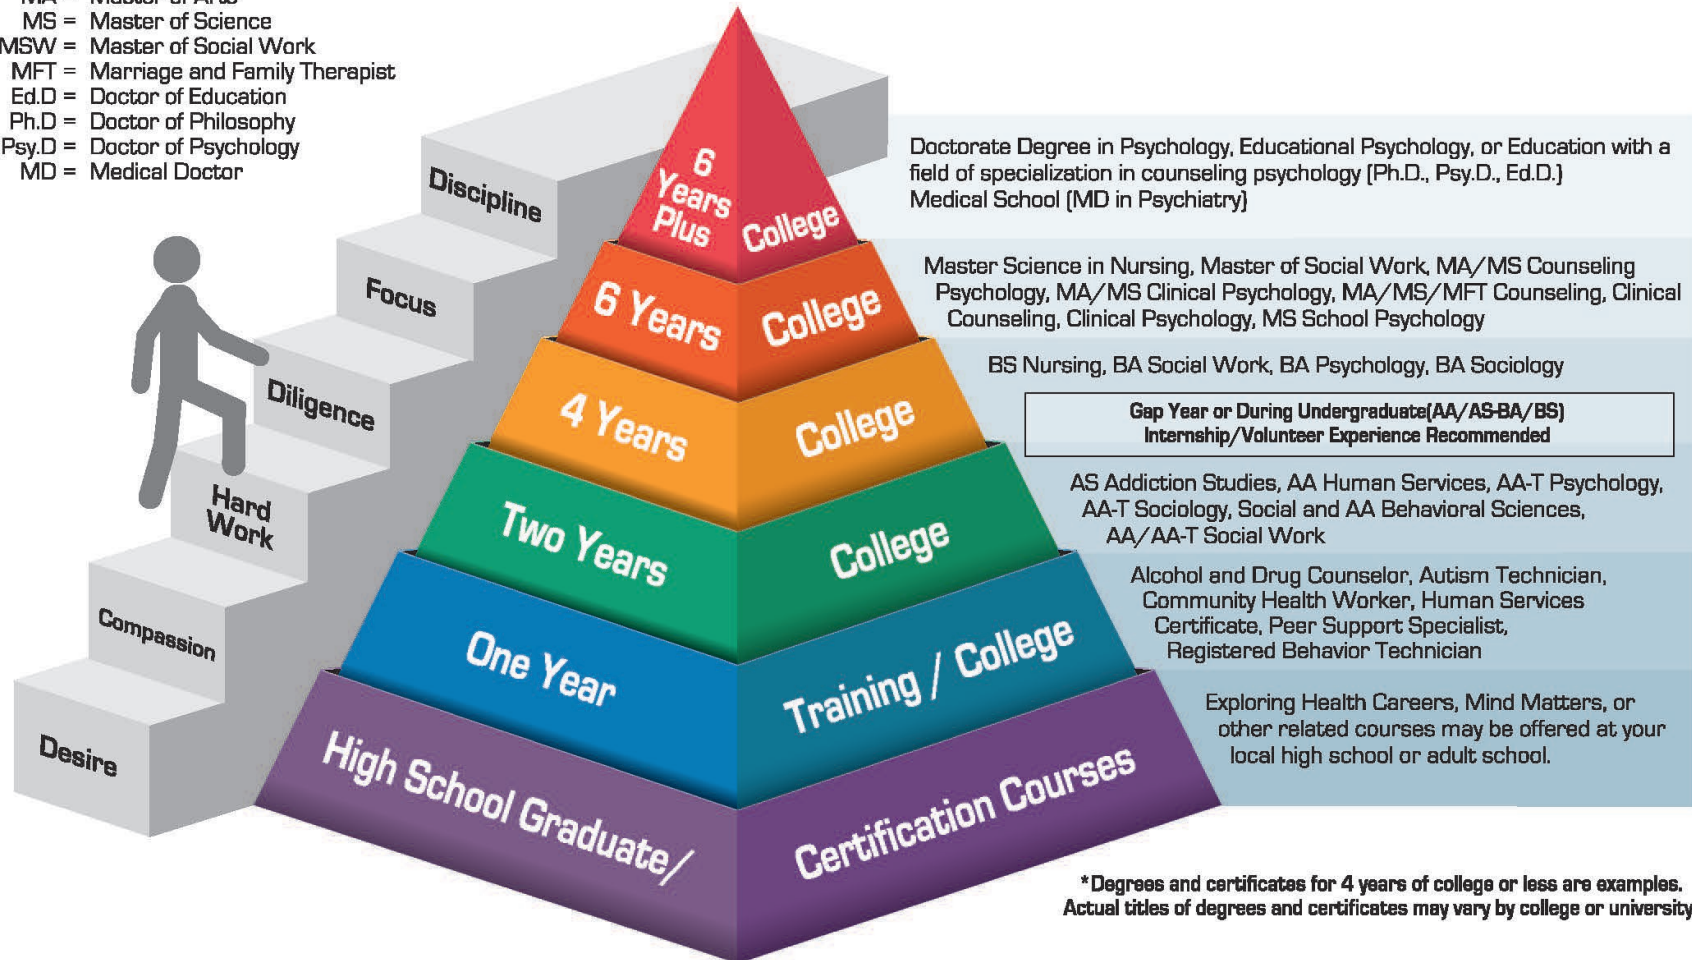 MA = Master of Arts
MS = Master of Science
MSW = Master of Social Work
MFT = Marriage and Family Therapist
Ed.D = Doctor of Education
Ph.D = Doctor of Philosophy
Psy.D = Doctor of Psychology
MD = Medical Doctor
Discipline
Focus
Diligence
Hard
Work
Compassion
Desire
6
Years
Plus
College
6 Years
College
4 Years
College
Two Years
College
One Year
Training / College
High School Graduate/
Certification Courses
Doctorate Degree in Psychology, Educational Psychology, or Education with a
field of specialization in counseling psychology (Ph.D., Psy.D., Ed.D.)
Medical School (MD in Psychiatry)
Master Science in Nursing, Master of Social Work, MA/MS Counseling
Psychology, MA/MS Clinical Psychology, MA/MS/MFT Counseling, Clinical
Counseling, Clinical Psychology, MS School Psychology
BS Nursing, BA Social Work, BA Psychology, BA Sociology
Gap Year or During Undergraduate(AA/AS-BA/BS)
Internship/Volunteer Experience Recommended
AS Addiction Studies, AA Human Services, AA-T Psychology,
AA-T Sociology, Social and AA Behavioral Sciences,
AA/AA-T Social Work
Alcohol and Drug Counselor, Autism Technician,
Community Health Worker, Human Services
Certificate, Peer Support Specialist,
Registered Behavior Technician
Exploring Health Careers, Mind Matters, or
other related courses may be offered at your
local high school or adult school.
*Degrees and certificates for 4 years of college or less are examples.
Actual titles of degrees and certificates may vary by college or university